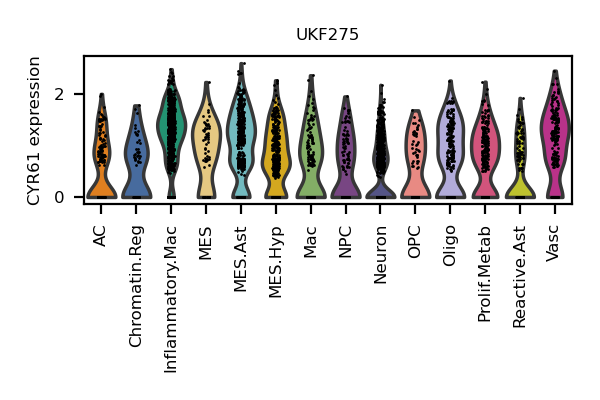 UKF275
CYR61 expression
2
0
AC
Chromatin.Reg
Inflammatory.Mac
MES
MES.Ast
MES.Hyp
Mac
NPC
Neuron
OPC
Oligo
Prolif.Metab
Reactive.Ast
Vasc